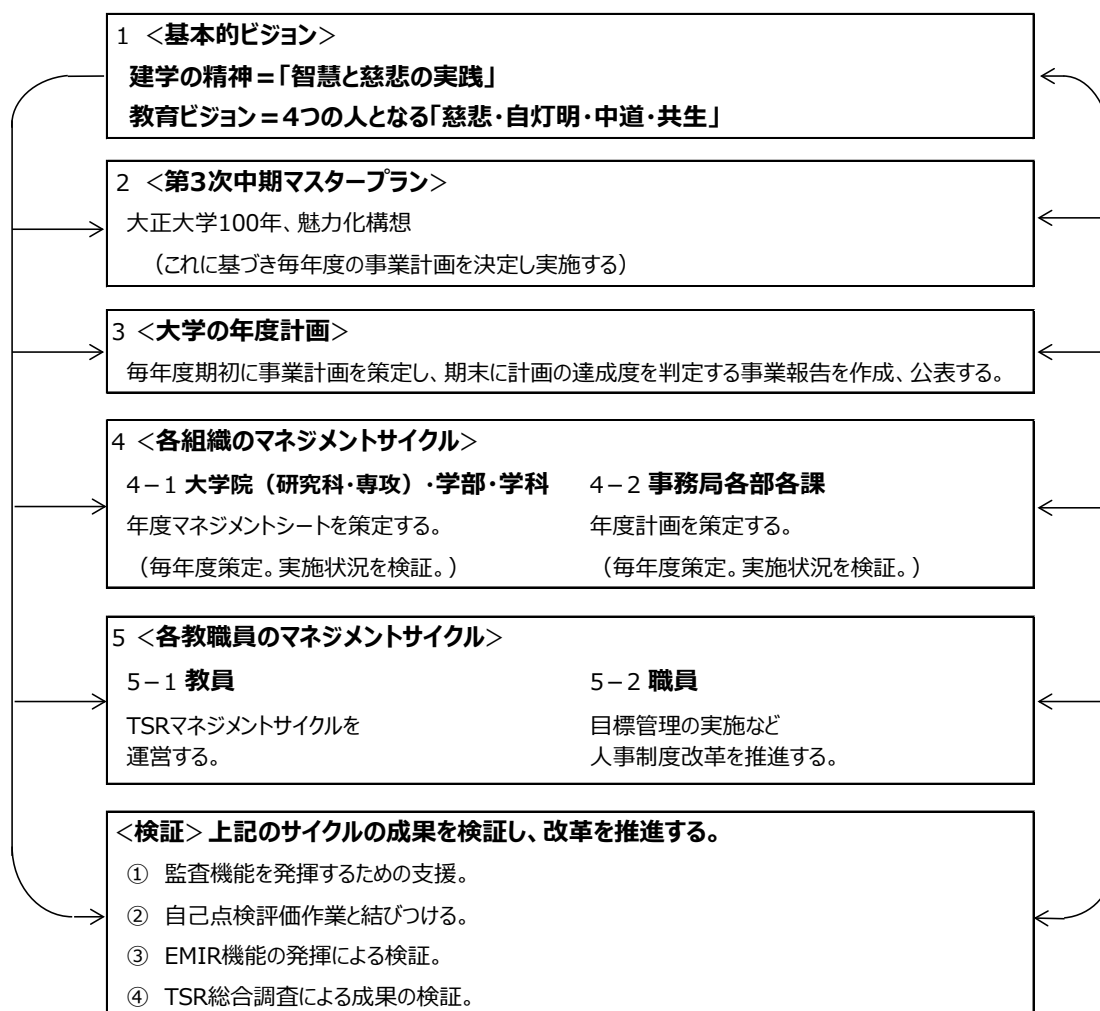 1 ＜基本的ビジョン＞
建学の精神＝「智慧と慈悲の実践」
教育ビジョン＝4つの人となる「慈悲・自灯明・中道・共生」
2 ＜第3次中期マスタープラン＞
大正大学100年、魅力化構想
（これに基づき毎年度の事業計画を決定し実施する）
3 ＜大学の年度計画＞
毎年度期初に事業計画を策定し、期末に計画の達成度を判定する事業報告を作成、公表する。
4 ＜各組織のマネジメントサイクル＞
4－1 大学院（研究科・専攻）・学部・学科
年度マネジメントシートを策定する。
（毎年度策定。実施状況を検証。）
4－2 事務局各部各課
年度計画を策定する。
（毎年度策定。実施状況を検証。）
5 ＜各教職員のマネジメントサイクル＞
5－1 教員
TSRマネジメントサイクルを
運営する。
5－2 職員
目標管理の実施など
人事制度改革を推進する。
＜検証＞上記のサイクルの成果を検証し、改革を推進する。
① 監査機能を発揮するための支援。
② 自己点検評価作業と結びつける。
③ EMIR機能の発揮による検証。
④ TSR総合調査による成果の検証。